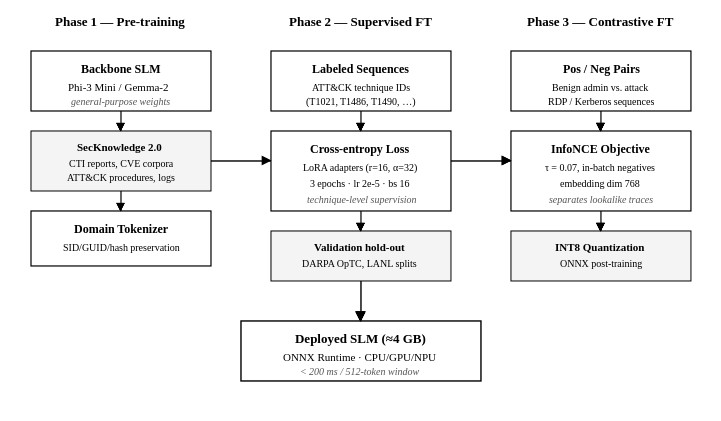 Phase 1 — Pre-training
Backbone SLM
Phi-3 Mini / Gemma-2
general-purpose weights
SecKnowledge 2.0
CTI reports, CVE corpora
ATT&CK procedures, logs
Domain Tokenizer
SID/GUID/hash preservation
Phase 2 — Supervised FT
Labeled Sequences
ATT&CK technique IDs
(T1021, T1486, T1490, …)
Cross-entropy Loss
LoRA adapters (r=16, α=32)
3 epochs · lr 2e-5 · bs 16
technique-level supervision
Validation hold-out
DARPA OpTC, LANL splits
Phase 3 — Contrastive FT
Pos / Neg Pairs
Benign admin vs. attack
RDP / Kerberos sequences
InfoNCE Objective
τ = 0.07, in-batch negatives
embedding dim 768
separates lookalike traces
INT8 Quantization
ONNX post-training
Deployed SLM (≈4 GB)
ONNX Runtime · CPU/GPU/NPU
< 200 ms / 512-token window